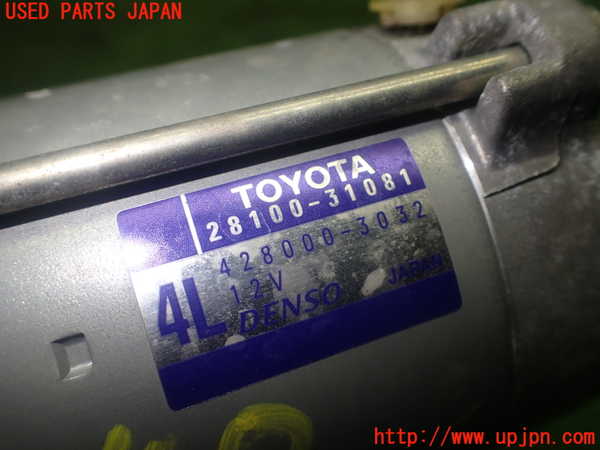 USED PARTS JAPAN
TOYOTA
28100-31081
428000-3032
4L 12V
DENSO JAPAN
http://www.upjpn.com/